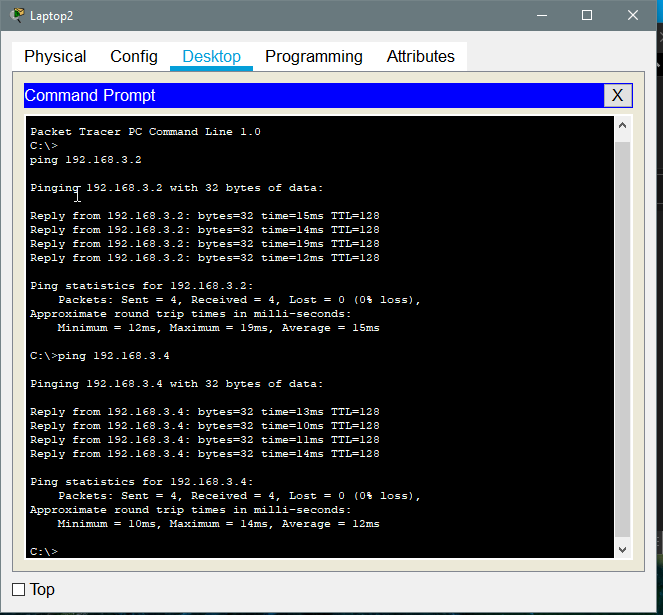 Laptop2
Physical Config Desktop Programming Attributes
Command Prompt X
Packet Tracer PC Command Line 1.0
C:\>
ping 192.168.3.2
Pinging 192.168.3.2 with 32 bytes of data:
Reply from 192.168.3.2: bytes=32 time=15ms TTL=128
Reply from 192.168.3.2: bytes=32 time=14ms TTL=128
Reply from 192.168.3.2: bytes=32 time=19ms TTL=128
Reply from 192.168.3.2: bytes=32 time=12ms TTL=128
Ping statistics for 192.168.3.2:
Packets: Sent = 4, Received = 4, Lost = 0 (0% loss),
Approximate round trip times in milli-seconds:
Minimum = 12ms, Maximum = 19ms, Average = 15ms
C:\>ping 192.168.3.4
Pinging 192.168.3.4 with 32 bytes of data:
Reply from 192.168.3.4: bytes=32 time=13ms TTL=128
Reply from 192.168.3.4: bytes=32 time=10ms TTL=128
Reply from 192.168.3.4: bytes=32 time=11ms TTL=128
Reply from 192.168.3.4: bytes=32 time=14ms TTL=128
Ping statistics for 192.168.3.4:
Packets: Sent = 4, Received = 4, Lost = 0 (0% loss),
Approximate round trip times in milli-seconds:
Minimum = 10ms, Maximum = 14ms, Average = 12ms
C:\>
Top